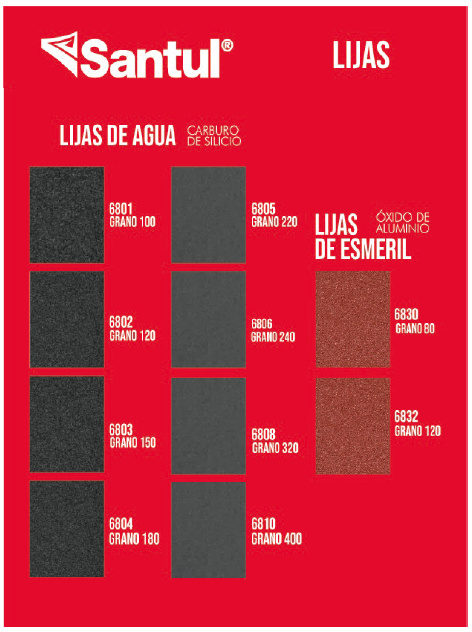 Santul®
LIJAS
LIJAS DE AGUA
CARBURO
DE SILICIO
6801
GRANO 100
6805
GRANO 220
LIJAS
DE ESMERIL
ÓXIDO DE
ALUMINIO
6802
GRANO 120
6806
GRANO 240
6830
GRANO 80
6803
GRANO 150
6808
GRANO 320
6832
GRANO 120
6804
GRANO 180
6810
GRANO 400